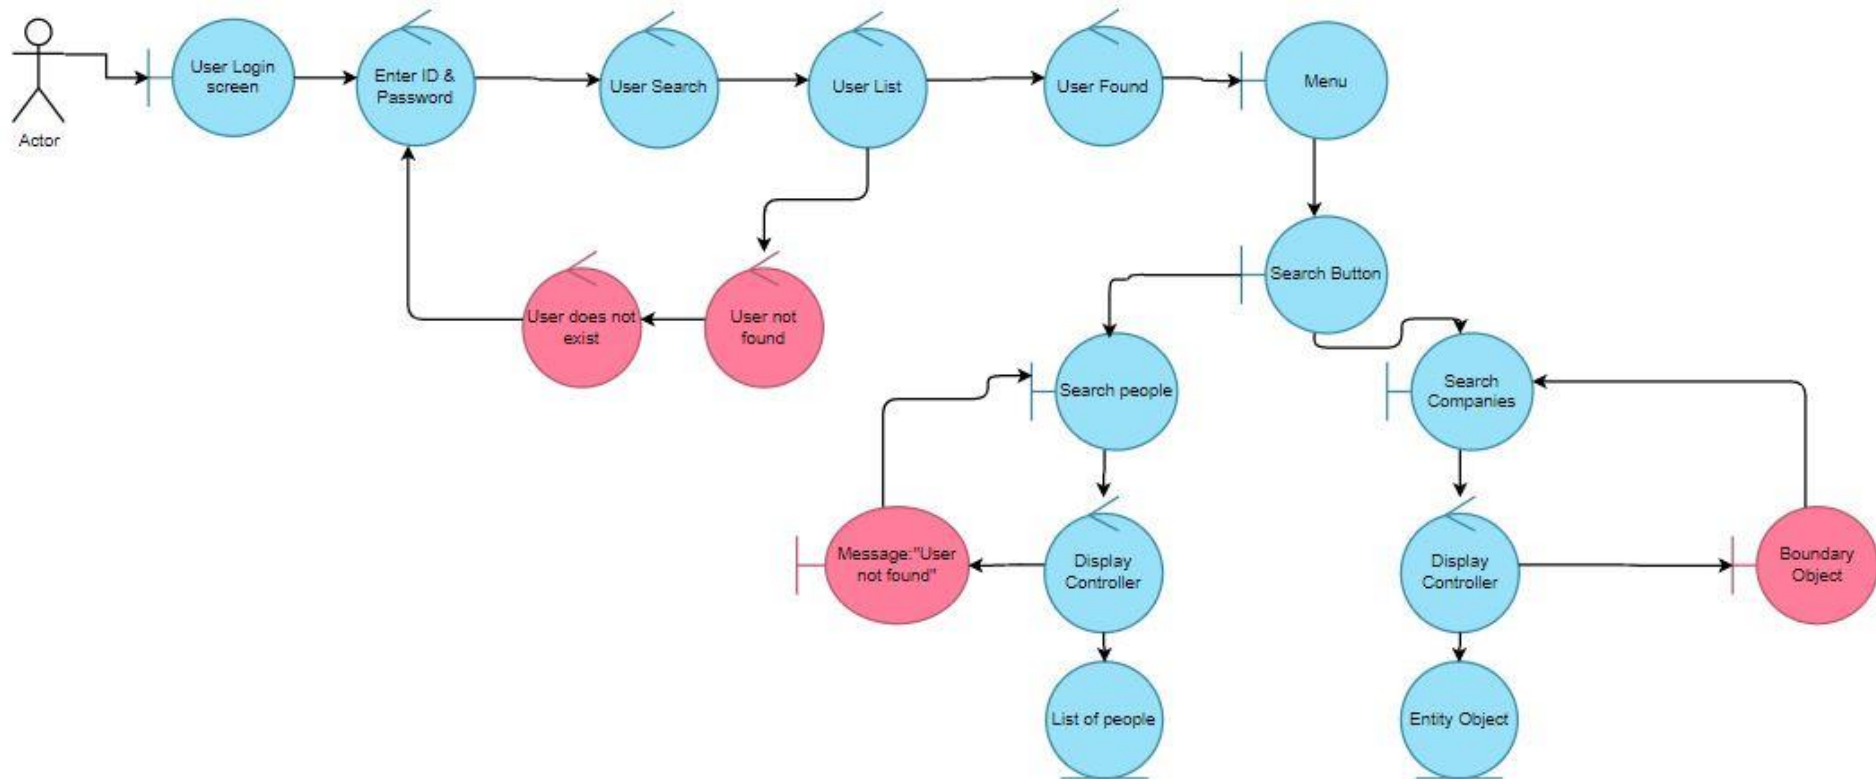 User Login
screen
Enter ID &
Password
User Search
User List
User Found
Menu
Actor
Search Button
User does not
exist
User not
found
Search people
Search
Companies
Message:"User
not found"
Display
Controller
Display
Controller
Boundary
Object
List of people
Entity Object